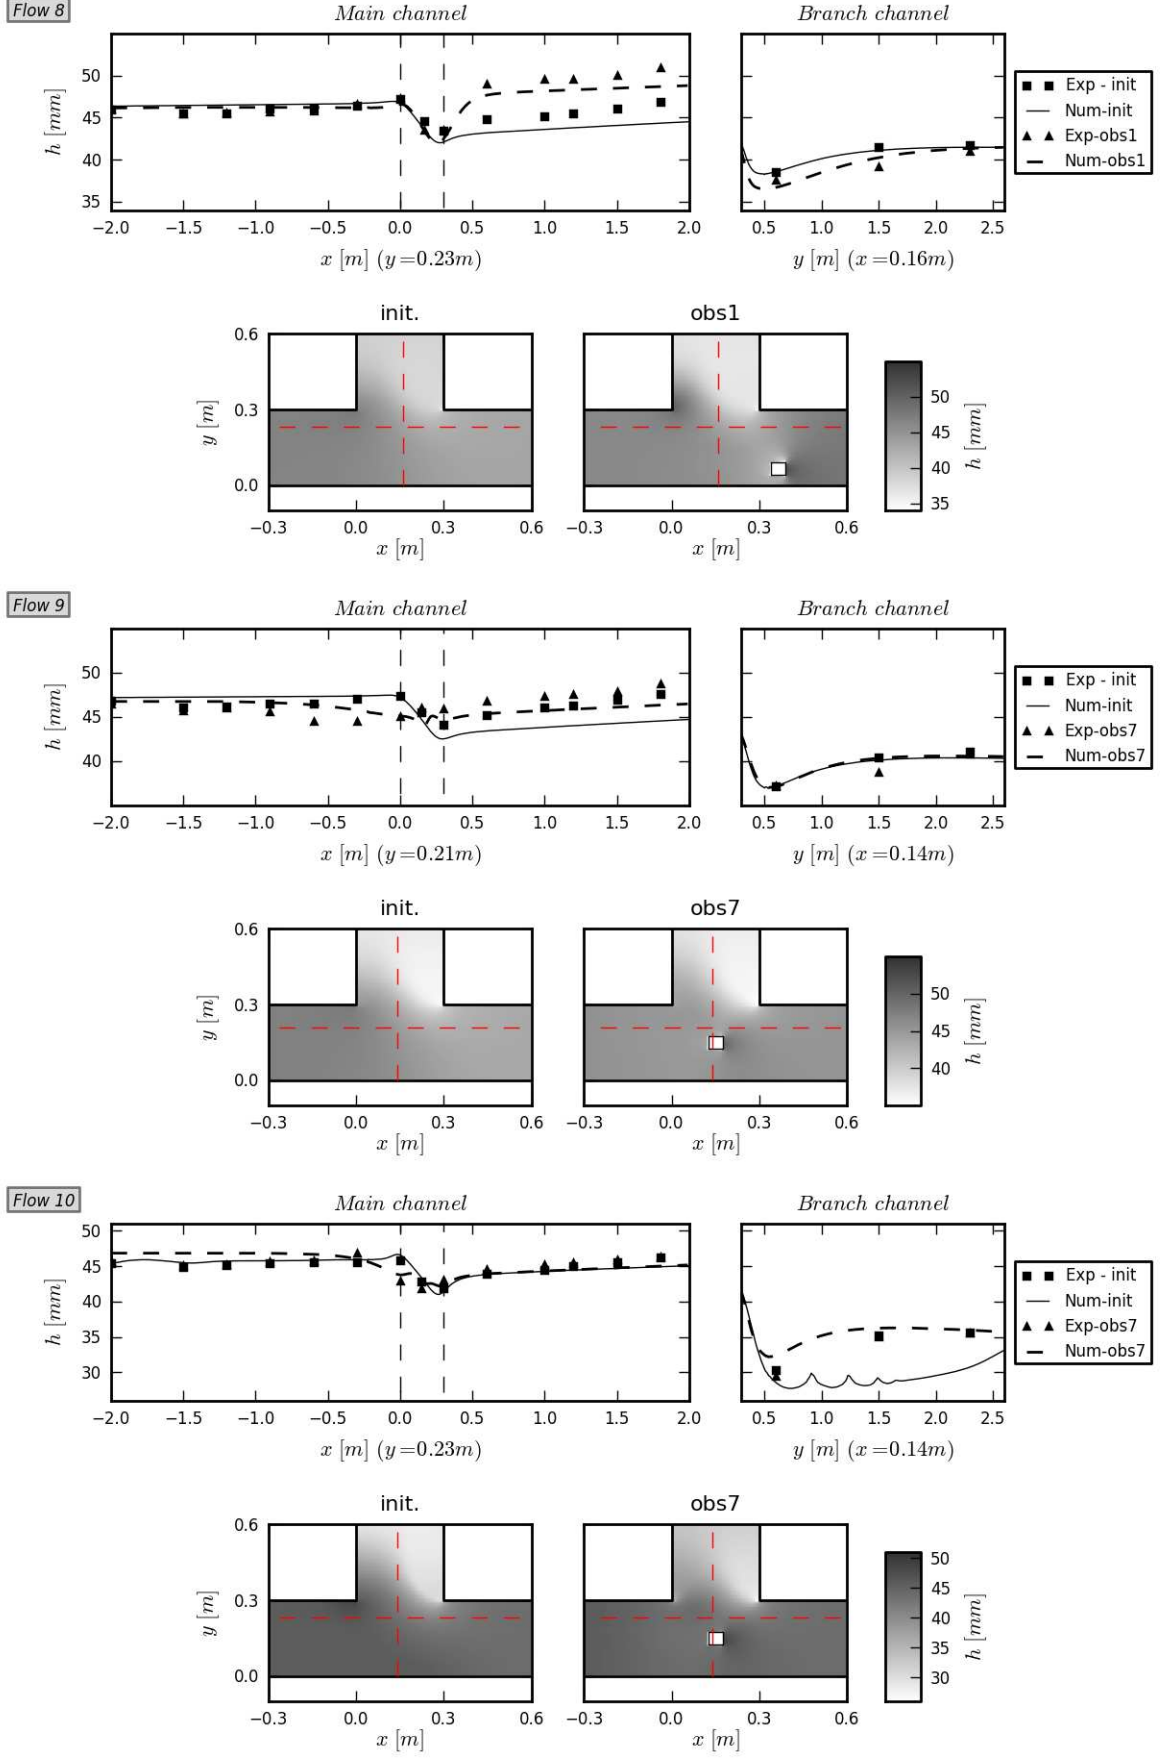 Flow 8
Main channel
Branch channel
h [mm]
50
45
40
35
−2.0 −1.5 −1.0 −0.5 0.0 0.5 1.0 1.5 2.0
0.5 1.0 1.5 2.0 2.5
x [m] (y=0.23m)
y [m] (x=0.16m)
Exp - init
Num-init
Exp-obs1
Num-obs1
init.
obs1
y [m]
0.6
0.3
0.0
−0.3 0.0 0.3 0.6
−0.3 0.0 0.3 0.6
x [m]
x [m]
50
45
40
35
h [mm]
Flow 9
Main channel
Branch channel
h [mm]
50
45
40
−2.0 −1.5 −1.0 −0.5 0.0 0.5 1.0 1.5 2.0
0.5 1.0 1.5 2.0 2.5
x [m] (y=0.21m)
y [m] (x=0.14m)
Exp - init
Num-init
Exp-obs7
Num-obs7
init.
obs7
y [m]
0.6
0.3
0.0
−0.3 0.0 0.3 0.6
−0.3 0.0 0.3 0.6
x [m]
x [m]
50
45
40
h [mm]
Flow 10
Main channel
Branch channel
h [mm]
50
45
40
35
30
−2.0 −1.5 −1.0 −0.5 0.0 0.5 1.0 1.5 2.0
0.5 1.0 1.5 2.0 2.5
x [m] (y=0.23m)
y [m] (x=0.14m)
Exp - init
Num-init
Exp-obs7
Num-obs7
init.
obs7
y [m]
0.6
0.3
0.0
−0.3 0.0 0.3 0.6
−0.3 0.0 0.3 0.6
x [m]
x [m]
50
45
40
35
30
h [mm]